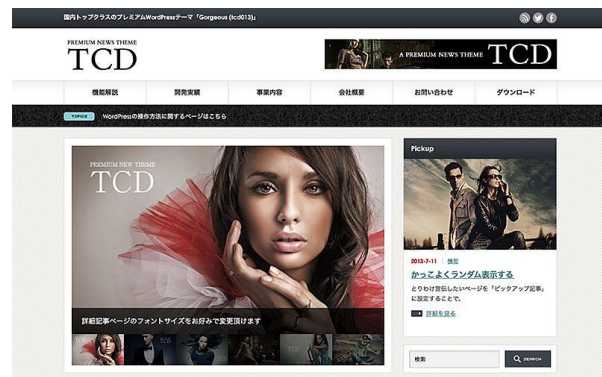 国内トップクラスのプレミアムWordPressテーマ「Gorgeous (tcd013)」
PREMIUM NEWS THEME
TCD
A PREMIUM NEWS THEME TCD
機能解説 開発実績 事業内容 会社概要 お問い合わせ ダウンロード
TOPICS WordPressの操作方法に関するページはこちら
PREMIUM NEW THEME
TCD
詳細記事ページのフォントサイズをお好みで変更頂けます
Pickup
2013-7-11 | 機能
かっこよくランダム表示する
とりわけ宣伝したいページを「ピックアップ記事」
に設定することで、
詳細を見る
検索 SEARCH